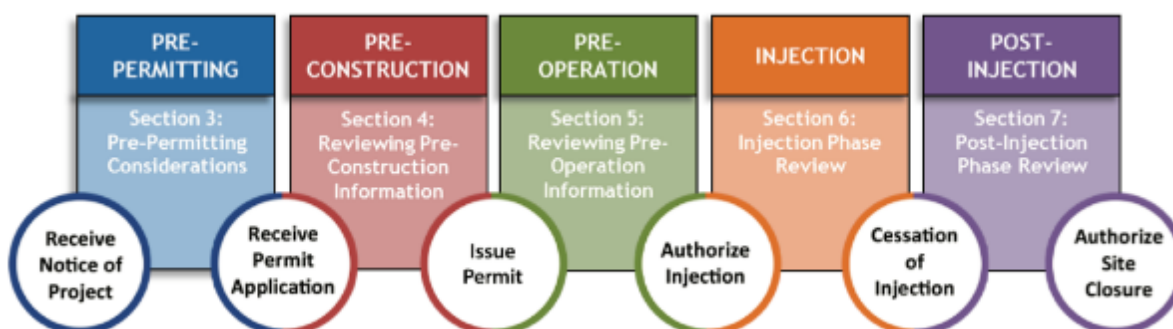 PRE-
PERMITTING
PRE-
CONSTRUCTION
PRE-
OPERATION
INJECTION
POST-
INJECTION
Section 3:
Pre-Permitting
Considerations
Section 4:
Reviewing Pre-
Construction
Information
Section 5:
Reviewing Pre-
Operation
Information
Section 6:
Injection Phase
Review
Section 7:
Post-Injection
Phase Review
Receive
Notice of
Project
Receive
Permit
Application
Issue
Permit
Authorize
Injection
Cessation
of
Injection
Authorize
Site
Closure